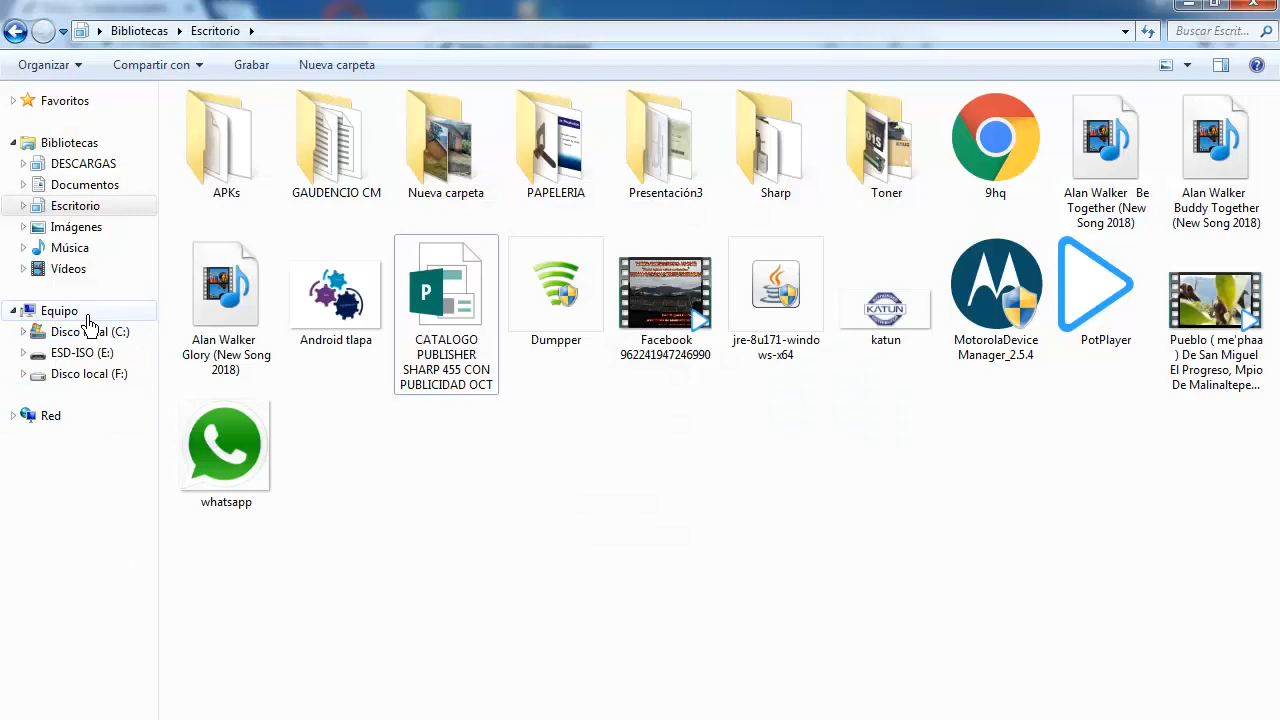 Bibliotecas Escritorio
Buscar Escrit...
Organizar Compartir con Grabar Nueva carpeta
Favoritos
Bibliotecas
DESCARGAS
Documentos
Escritorio
Imágenes
Música
Vídeos
Equipo
Disco local (C:)
ESD-ISO (E:)
Disco local (F:)
Red
APKs
GAUDENCIO CM
Nueva carpeta
PAPELERIA
Presentación3
Sharp
Toner
9hq
Alan Walker Be
Together (New
Song 2018)
Alan Walker
Buddy Together
(New Song 2018)
Alan Walker
Glory (New Song
2018)
Android tlapa
P
CATALOGO
PUBLISHER
SHARP 455 CON
PUBLICIDAD OCT
Dumpper
Facebook
962241947246990
Java
jre-8u171-windo
ws-x64
KATUN
katun
MotorolaDevice
Manager_2.5.4
PotPlayer
Pueblo ( me'phaa
) De San Miguel
El Progreso, Mpio
De Malinaltepe...
whatsapp